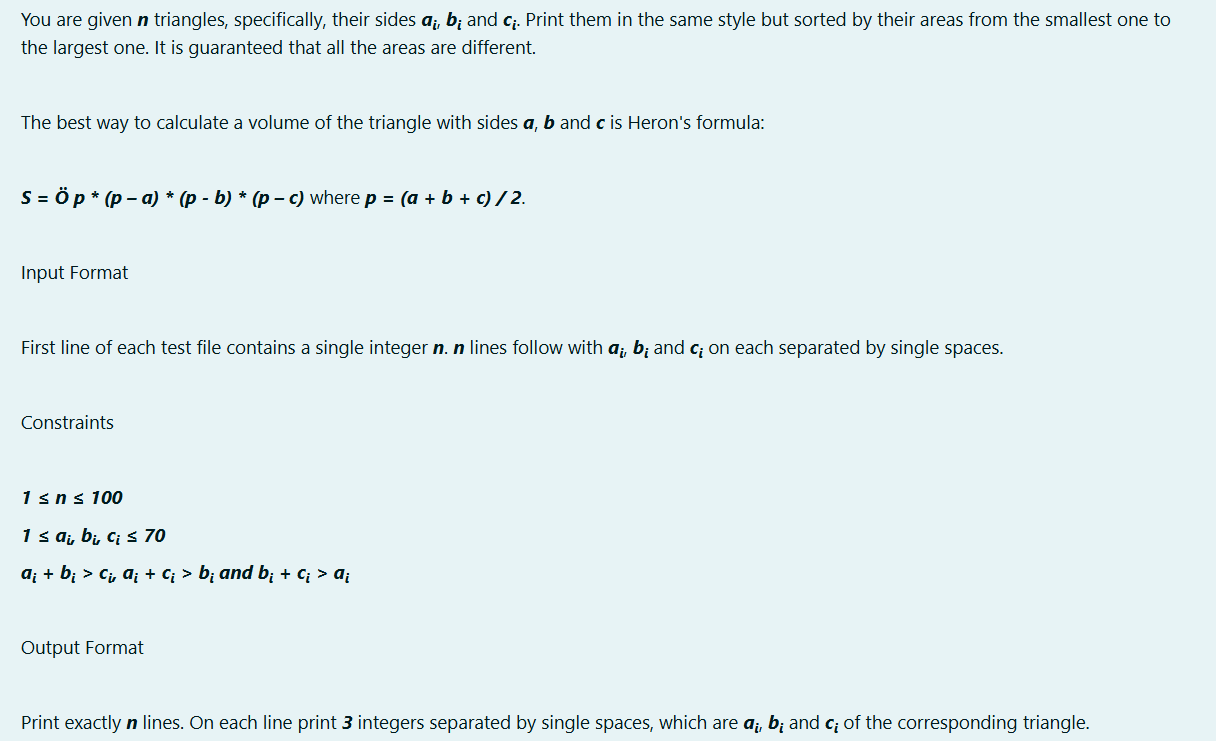 You are given n triangles, specifically, their sides ai, bi and ci. Print them in the same style but sorted by their areas from the smallest one to
the largest one. It is guaranteed that all the areas are different.
The best way to calculate a volume of the triangle with sides a, b and c is Heron's formula:
S = Ö p * (p – a) * (p - b) * (p – c) where p = (a + b + c) / 2.
Input Format
First line of each test file contains a single integer n. n lines follow with ai, bi and ci on each separated by single spaces.
Constraints
1 ≤ n ≤ 100
1 ≤ ai, bi, ci ≤ 70
ai + bi > ci, ai + ci > bi and bi + ci > ai
Output Format
Print exactly n lines. On each line print 3 integers separated by single spaces, which are ai, bi and ci of the corresponding triangle.